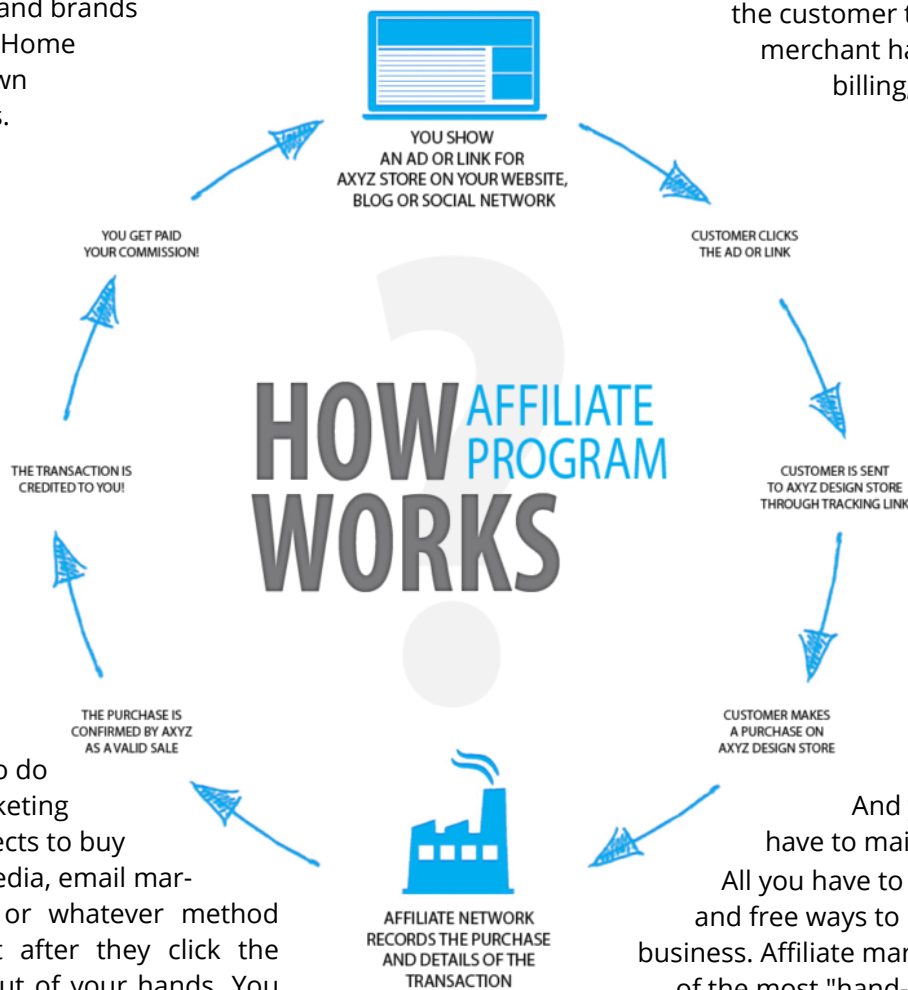 and brands
Home
wn
s.
the customer t
merchant ha
billing,
YOU SHOW
AN AD OR LINK FOR
AXYZ STORE ON YOUR WEBSITE,
BLOG OR SOCIAL NETWORK
CUSTOMER CLICKS
THE AD OR LINK
CUSTOMER IS SENT
TO AXYZ DESIGN STORE
THROUGH TRACKING LINK
CUSTOMER MAKES
A PURCHASE ON
AXYZ DESIGN STORE
AFFILIATE NETWORK
RECORDS THE PURCHASE
AND DETAILS OF THE
TRANSACTION
THE PURCHASE IS
CONFIRMED BY AXYZ
AS A VALID SALE
THE TRANSACTION IS
CREDITED TO YOU!
YOU GET PAID
YOUR COMMISSION!
?
HOW AFFILIATE
PROGRAM
WORKS
o do
keting
ects to buy
edia, email mar-
or whatever method
t after they click the
ut of your hands. You
And
have to mai
All you have to
and free ways to
business. Affiliate mar
of the most "hand-